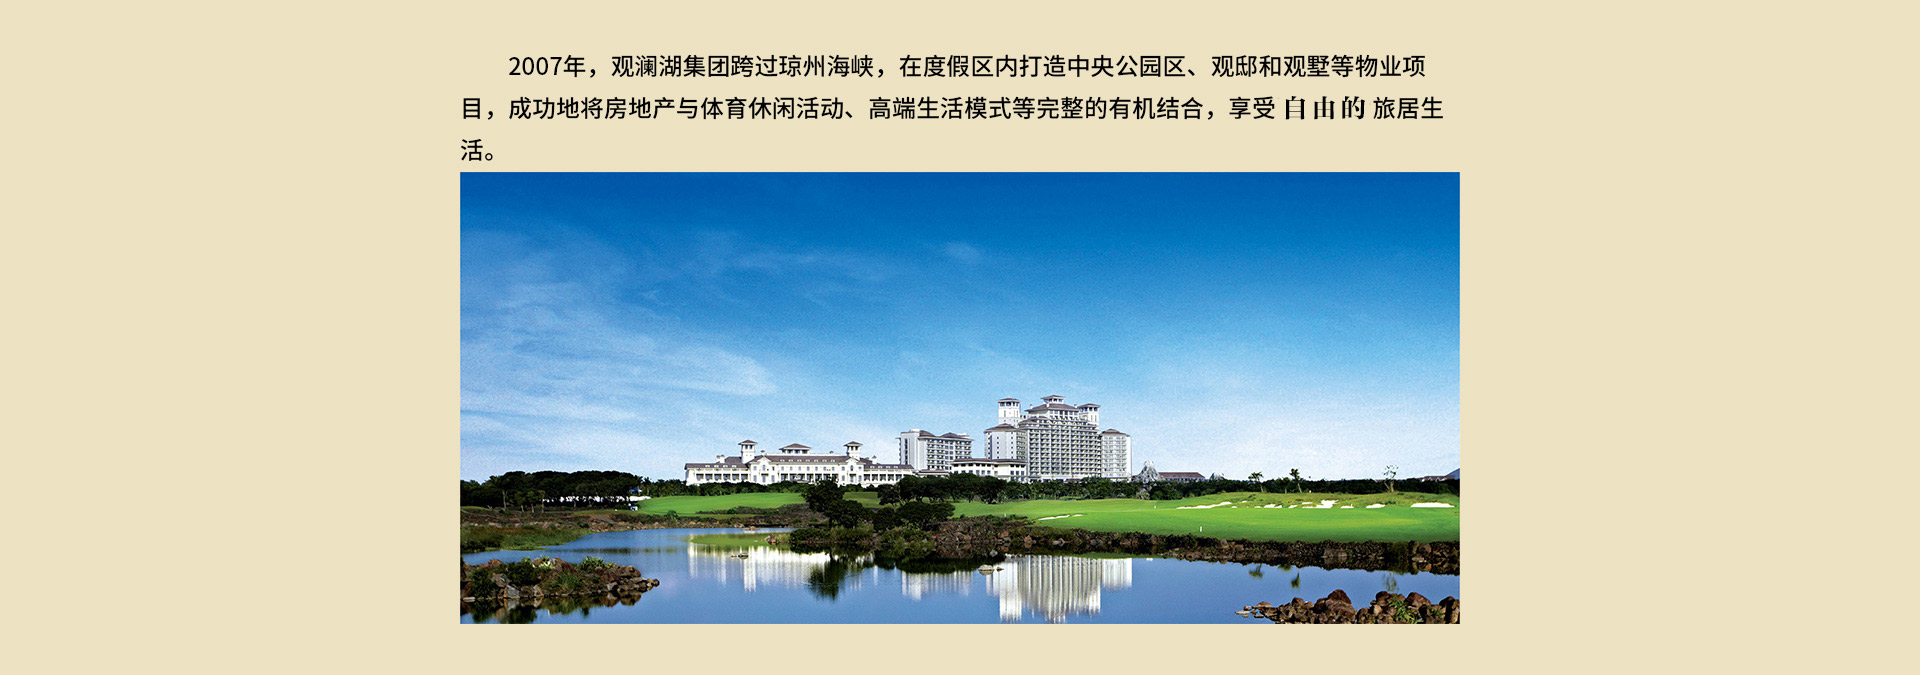 2007年，观澜湖集团跨过琼州海峡，在度假区内打造中央公园区、观邸和观墅等物业项
目，成功地将房地产与体育休闲活动、高端生活模式等完整的有机结合，享受 自由的 旅居生
活。